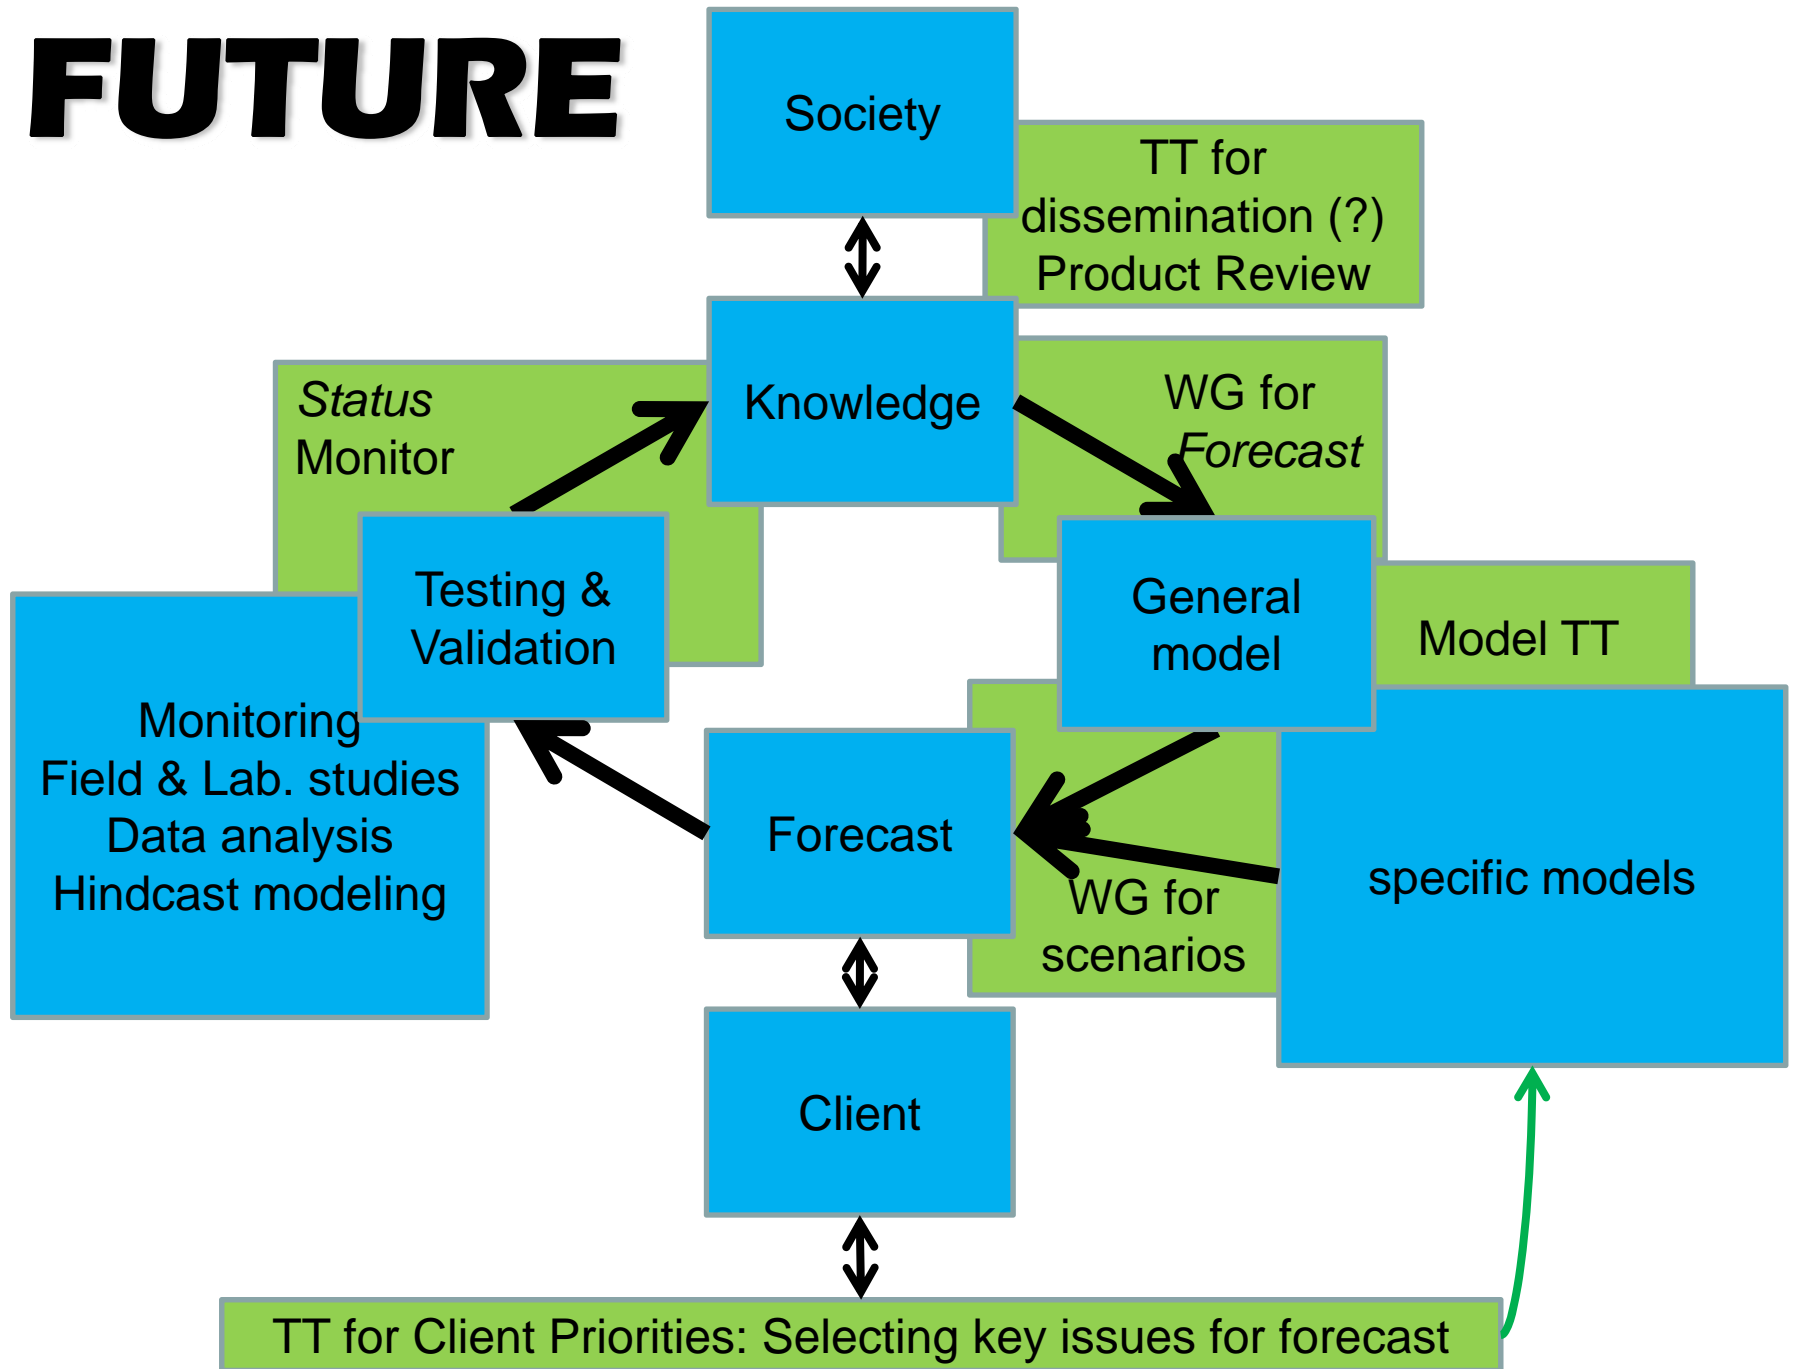 FUTURE
Society
TT for
dissemination (?)
Product Review
Knowledge
Status
Monitor
WG for
Forecast
Testing &
Validation
General
model
Model TT
Monitoring
Field & Lab. studies
Data analysis
Hindcast modeling
Forecast
WG for
scenarios
specific models
Client
TT for Client Priorities: Selecting key issues for forecast